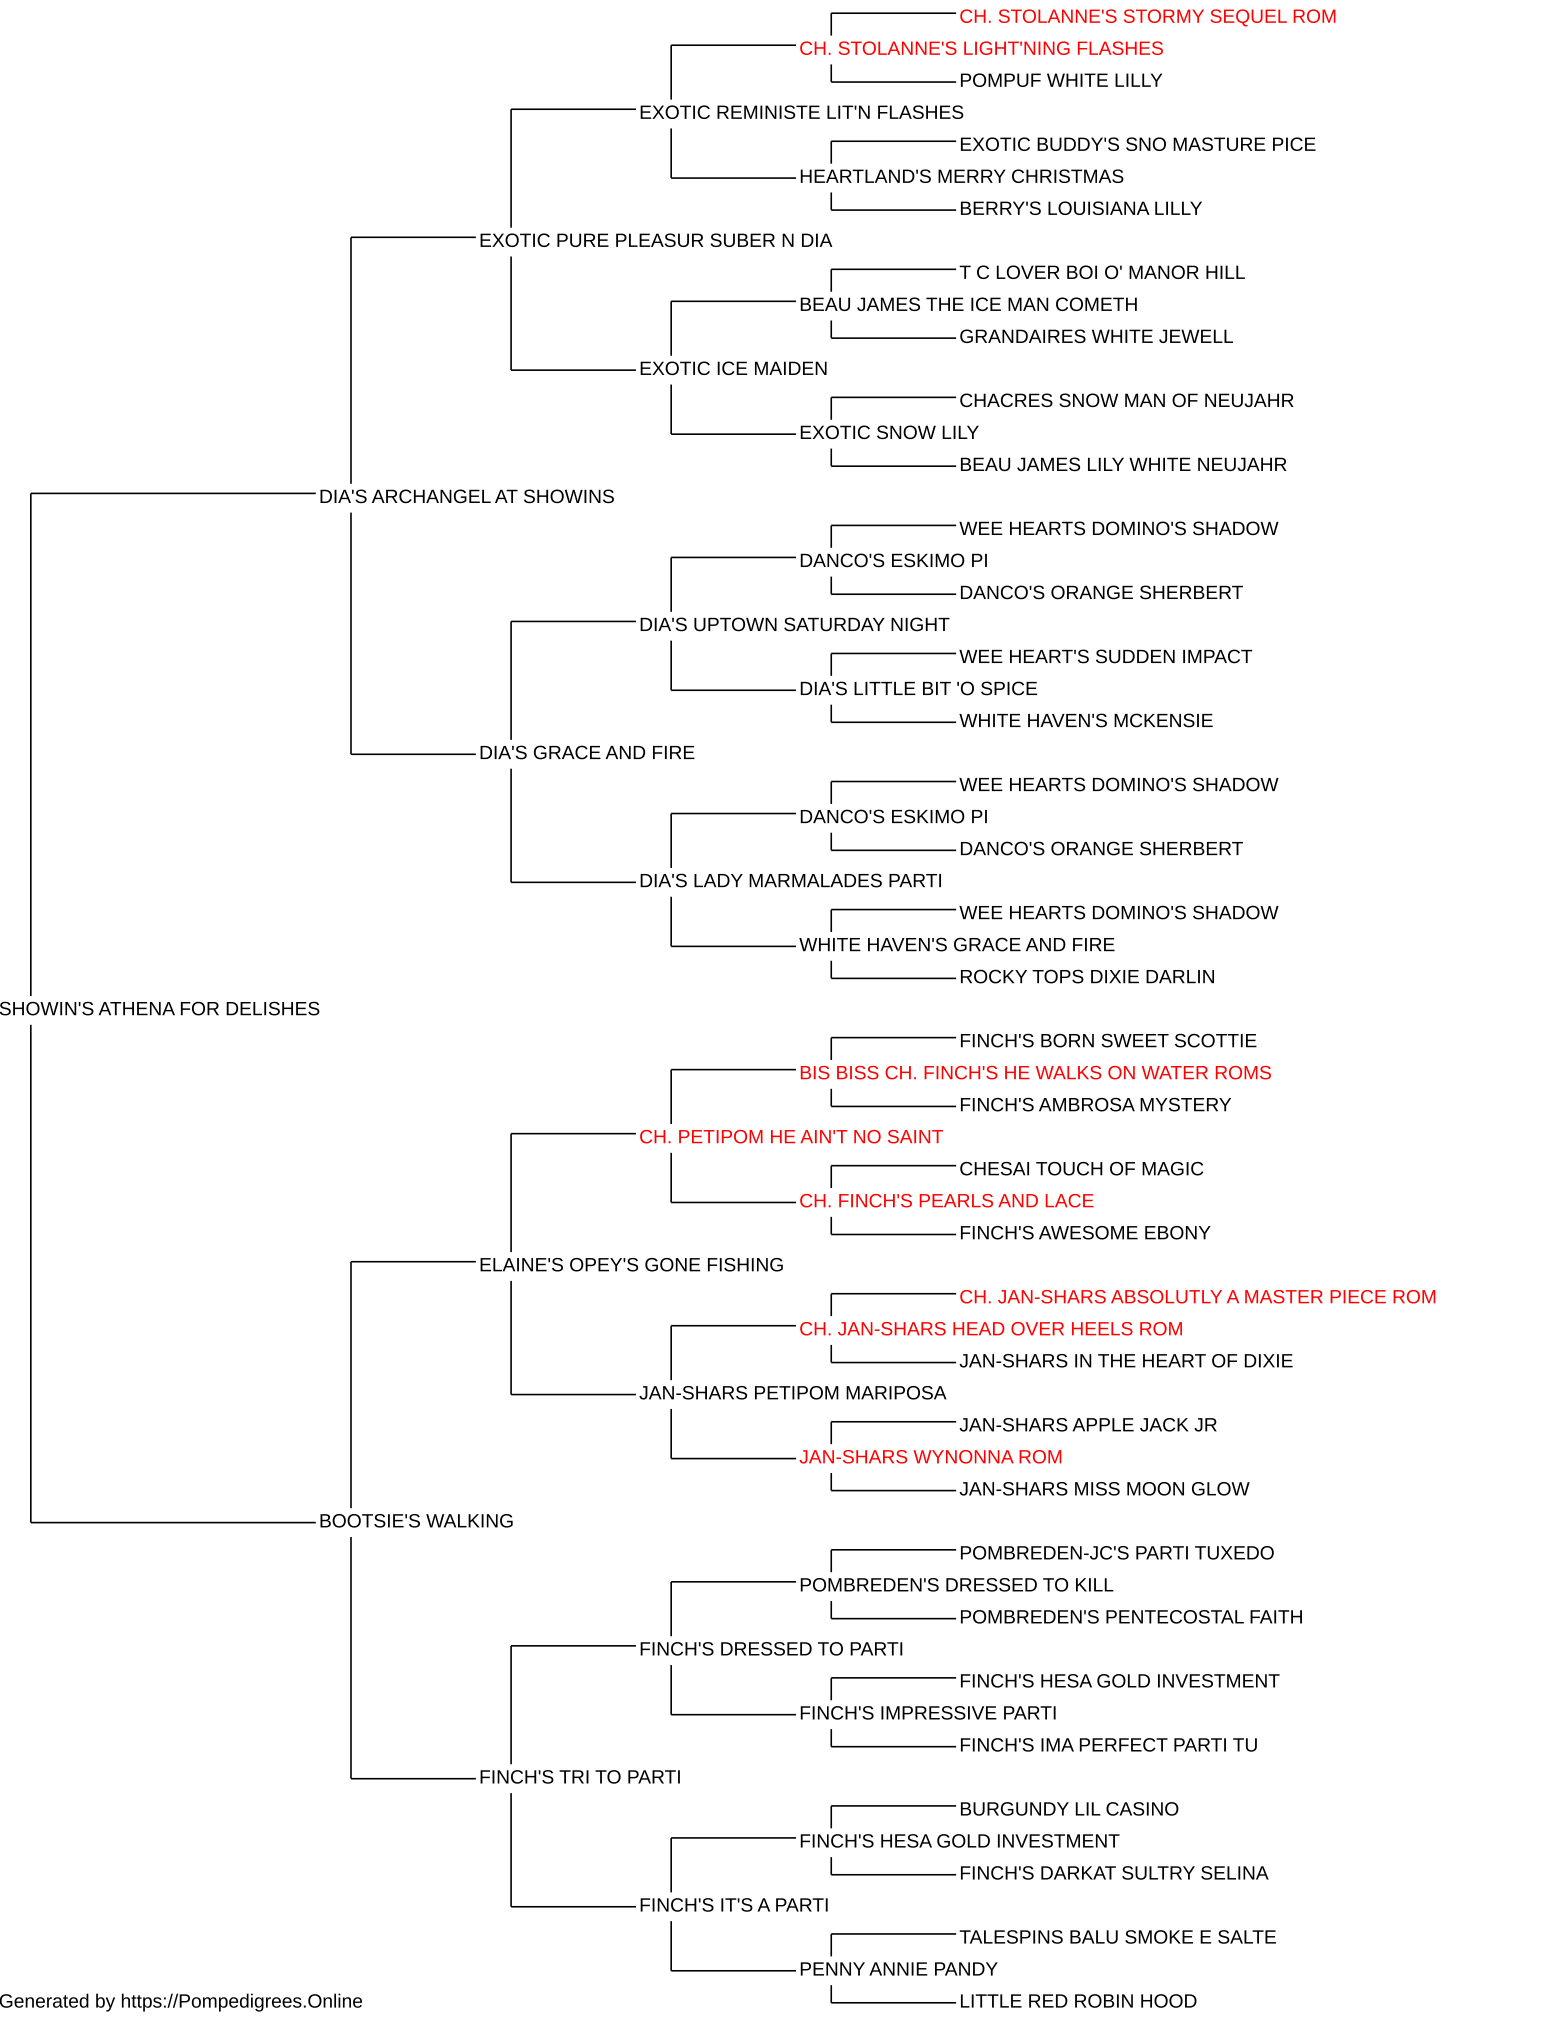 CH. STOLANNE'S STORMY SEQUEL ROM
CH. STOLANNE'S LIGHT'NING FLASHES
POMPUF WHITE LILLY
EXOTIC REMINISTE LIT'N FLASHES
EXOTIC BUDDY'S SNO MASTURE PICE
HEARTLAND'S MERRY CHRISTMAS
BERRY'S LOUISIANA LILLY
EXOTIC PURE PLEASUR SUBER N DIA
T C LOVER BOI O' MANOR HILL
BEAU JAMES THE ICE MAN COMETH
GRANDAIRES WHITE JEWELL
EXOTIC ICE MAIDEN
CHACRES SNOW MAN OF NEUJAHR
EXOTIC SNOW LILY
BEAU JAMES LILY WHITE NEUJAHR
DIA'S ARCHANGEL AT SHOWINS
WEE HEARTS DOMINO'S SHADOW
DANCO'S ESKIMO PI
DANCO'S ORANGE SHERBERT
DIA'S UPTOWN SATURDAY NIGHT
WEE HEART'S SUDDEN IMPACT
DIA'S LITTLE BIT 'O SPICE
WHITE HAVEN'S MCKENSIE
DIA'S GRACE AND FIRE
WEE HEARTS DOMINO'S SHADOW
DANCO'S ESKIMO PI
DANCO'S ORANGE SHERBERT
DIA'S LADY MARMALADES PARTI
WEE HEARTS DOMINO'S SHADOW
WHITE HAVEN'S GRACE AND FIRE
ROCKY TOPS DIXIE DARLIN
SHOWIN'S ATHENA FOR DELISHES
FINCH'S BORN SWEET SCOTTIE
BIS BISS CH. FINCH'S HE WALKS ON WATER ROMS
FINCH'S AMBROSA MYSTERY
CH. PETIPOM HE AIN'T NO SAINT
CHESAI TOUCH OF MAGIC
CH. FINCH'S PEARLS AND LACE
FINCH'S AWESOME EBONY
ELAINE'S OPEY'S GONE FISHING
CH. JAN-SHARS ABSOLUTLY A MASTER PIECE ROM
CH. JAN-SHARS HEAD OVER HEELS ROM
JAN-SHARS IN THE HEART OF DIXIE
JAN-SHARS PETIPOM MARIPOSA
JAN-SHARS APPLE JACK JR
JAN-SHARS WYNONNA ROM
JAN-SHARS MISS MOON GLOW
BOOTSIE'S WALKING
POMBREDEN-JC'S PARTI TUXEDO
POMBREDEN'S DRESSED TO KILL
POMBREDEN'S PENTECOSTAL FAITH
FINCH'S DRESSED TO PARTI
FINCH'S HESA GOLD INVESTMENT
FINCH'S IMPRESSIVE PARTI
FINCH'S IMA PERFECT PARTI TU
FINCH'S TRI TO PARTI
BURGUNDY LIL CASINO
FINCH'S HESA GOLD INVESTMENT
FINCH'S DARKAT SULTRY SELINA
FINCH'S IT'S A PARTI
TALESPINS BALU SMOKE E SALTE
PENNY ANNIE PANDY
LITTLE RED ROBIN HOOD
Generated by https://Pompedigrees.Online